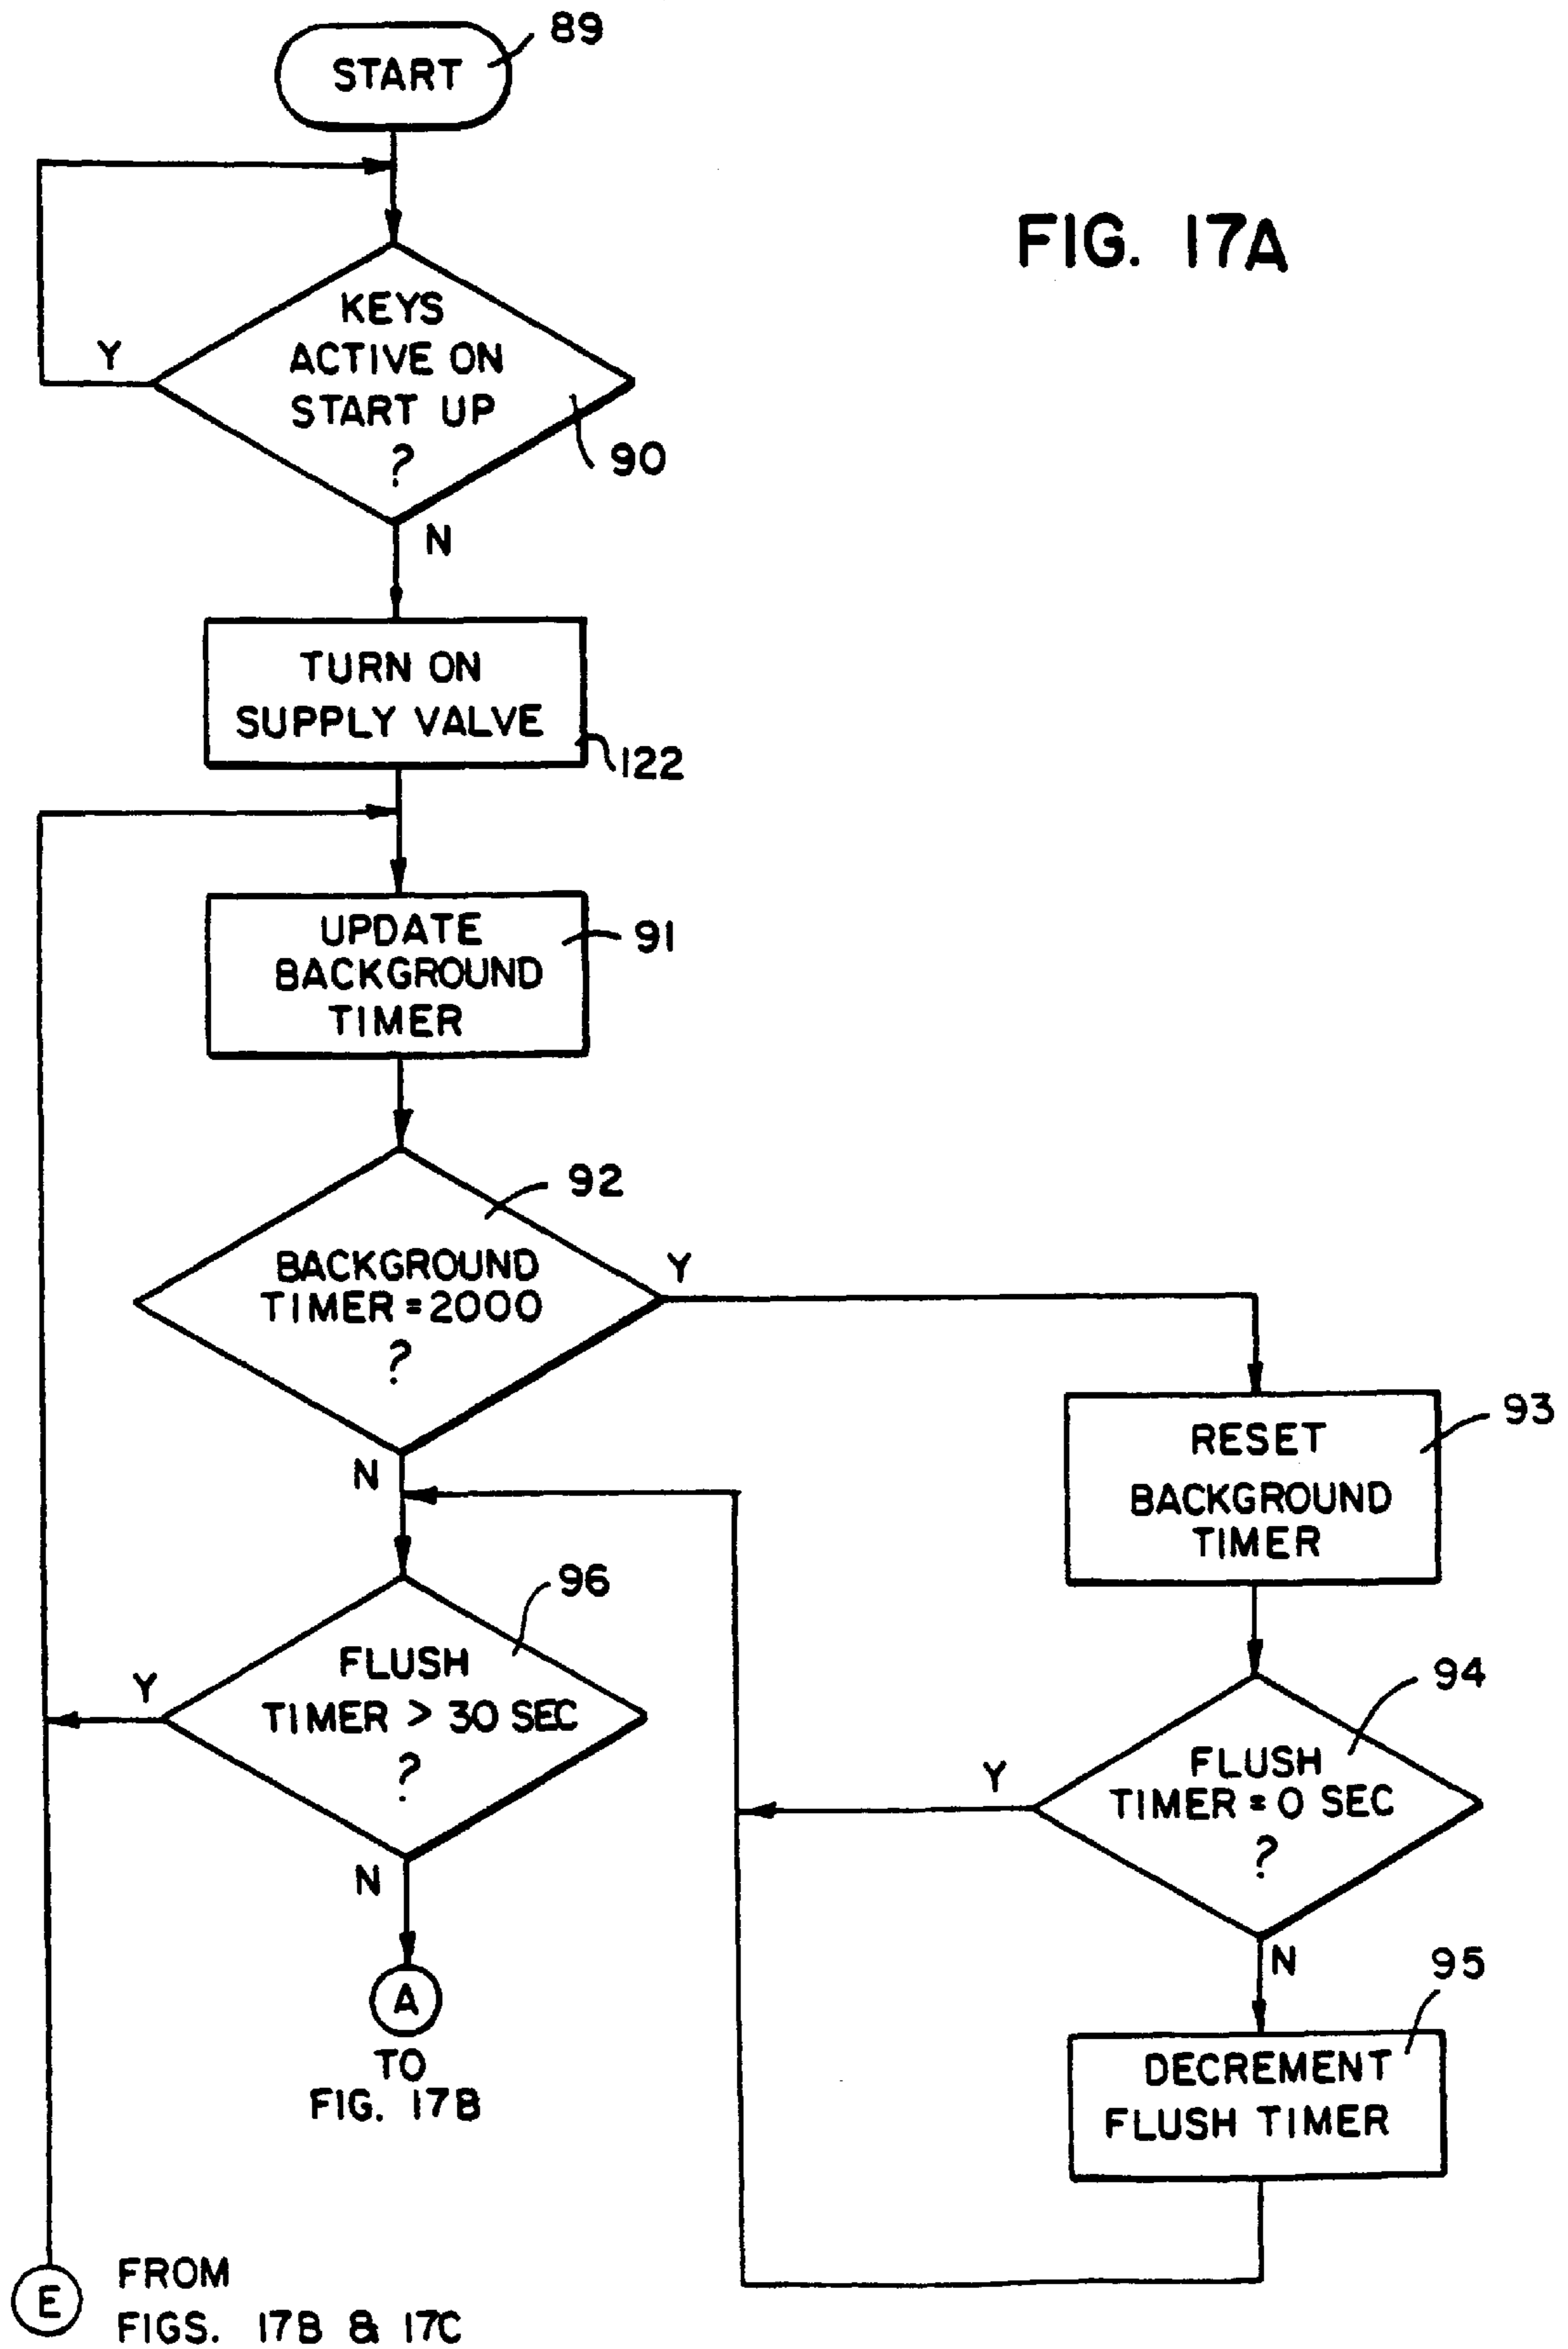 89
START
FIG. 17A
KEYS
ACTIVE ON
START UP
?
Y
90
N
TURN ON
SUPPLY VALVE
122
UPDATE
BACKGROUND
TIMER
91
92
BACKGROUND
TIMER = 2000
?
Y
N
RESET
BACKGROUND
TIMER
93
96
FLUSH
TIMER > 30 SEC
?
Y
N
94
FLUSH
TIMER = 0 SEC
?
Y
N
A
TO
FIG. 17B
95
DECREMENT
FLUSH TIMER
E
FROM
FIGS. 17B & 17C